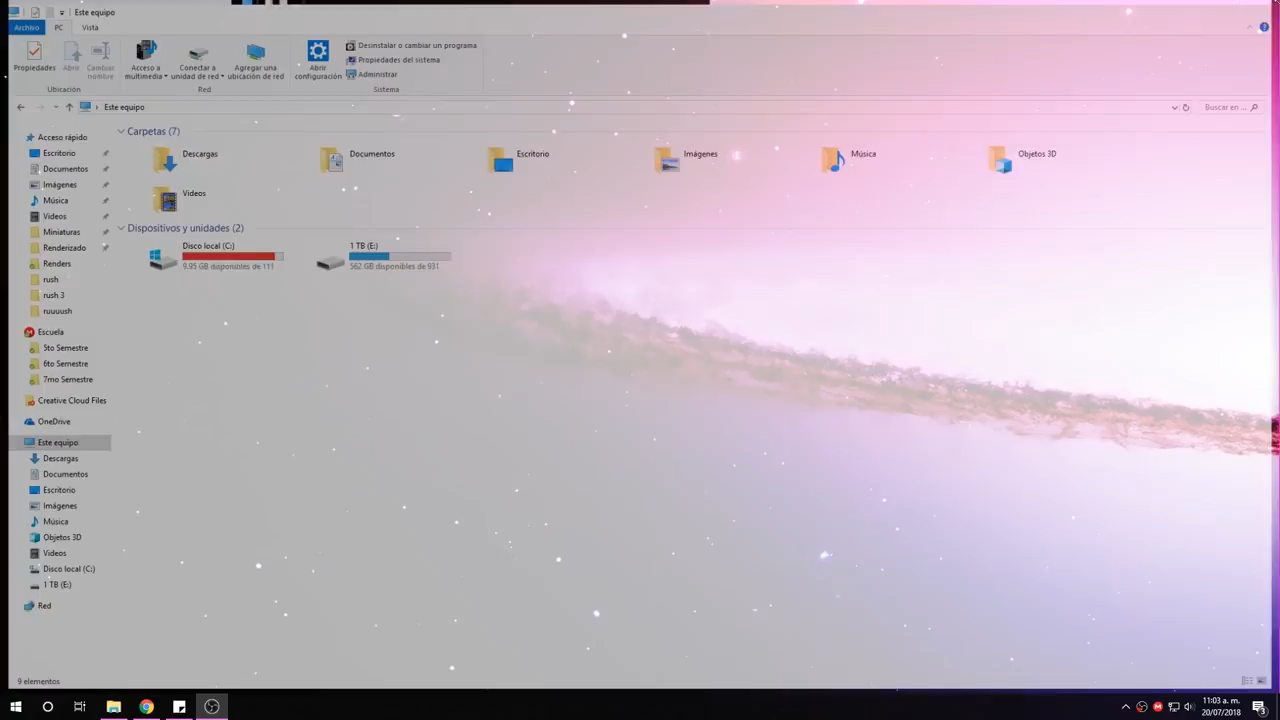 Este equipo
Archivo PC Vista
Propiedades Abrir Cambiar nombre Acceso a multimedia Conectar a unidad de red Agregar una ubicación de red Abrir configuración Desinstalar o cambiar un programa
Propiedades del sistema
Administrar
Ubicación Red Sistema
Este equipo Buscar en ...
Acceso rápido
Escritorio
Documentos
Imágenes
Música
Videos
Miniaturas
Renderizado
Renders
rush
rush 3
ruuuush
Escuela
5to Semestre
6to Semestre
7mo Semestre
Creative Cloud Files
OneDrive
Este equipo
Descargas
Documentos
Escritorio
Imágenes
Música
Objetos 3D
Videos
Disco local (C:)
1 TB (E:)
Red
Carpetas (7)
Descargas Documentos Escritorio Imágenes Música Objetos 3D
Videos
Dispositivos y unidades (2)
Disco local (C:) 1 TB (E:)
9.95 GB disponibles de 111 562 GB disponibles de 931
9 elementos
11:03 a. m.
20/07/2018
3